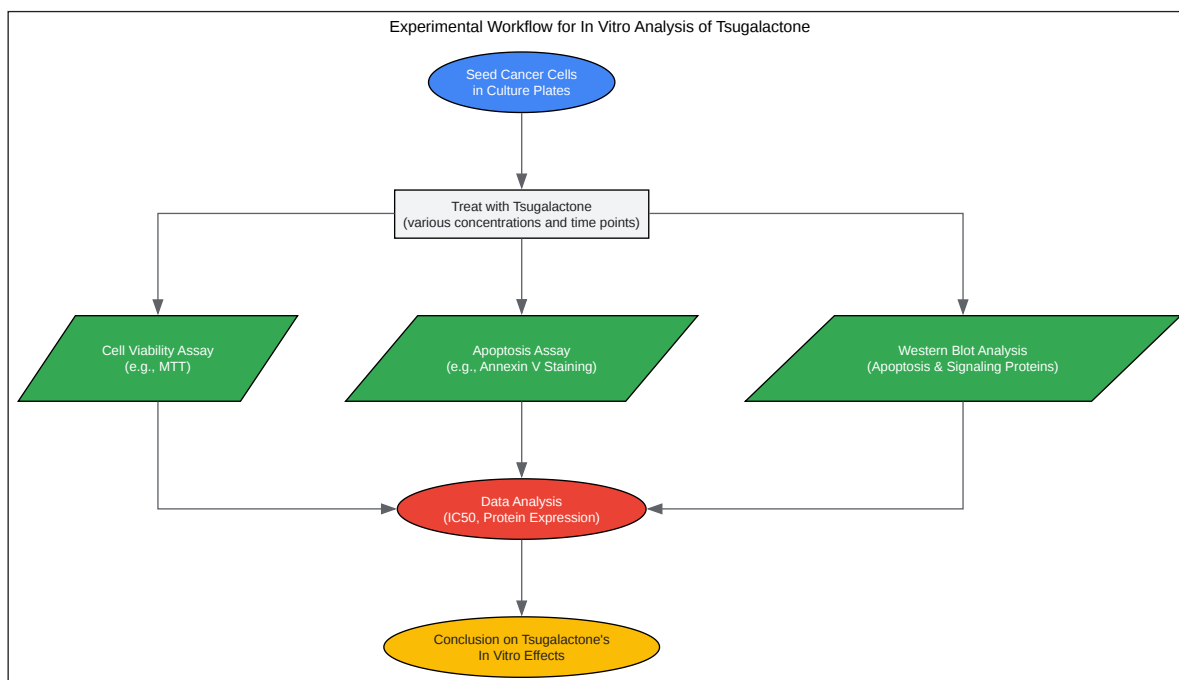 Experimental Workflow for In Vitro Analysis of Tsugalactone
Seed Cancer Cells
in Culture Plates
Treat with Tsugalactone
(various concentrations and time points)
Cell Viability Assay
(e.g., MTT)
Apoptosis Assay
(e.g., Annexin V Staining)
Western Blot Analysis
(Apoptosis & Signaling Proteins)
Data Analysis
(IC50, Protein Expression)
Conclusion on Tsugalactone's
In Vitro Effects